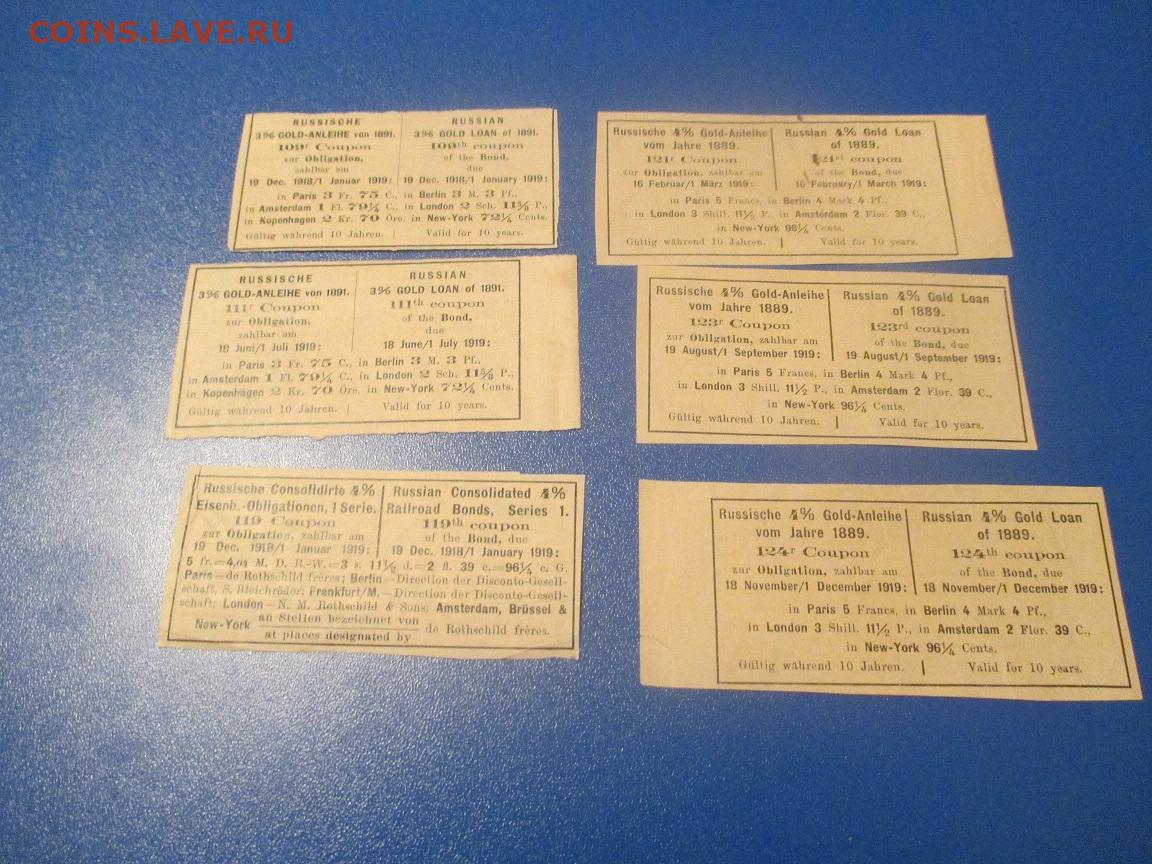 COINS.LAVE.RU
RUSSISCHE
3% GOLD-ANLEIHE von 1891.
109r Coupon
zur Obligation,
zahlbar am
19 Dec. 1918/1 Januar 1919:
RUSSIAN
3% GOLD LOAN of 1891.
109th coupon
of the Bond,
due
19 Dec. 1918/1 January 1919:
in Paris 3 Fr. 75 C., in Berlin 3 M. 3 Pf.,
in Amsterdam 1 Fl. 79¼ C., in London 2 Sch. 11⅝ P.,
in Kopenhagen 2 Kr. 70 Öre, in New-York 72¼ Cents.
Gültig während 10 Jahren. | Valid for 10 years.
Russische 4% Gold-Anleihe
vom Jahre 1889.
121r Coupon
zur Obligation, zahlbar am
16 Februar/1 März 1919:
Russian 4% Gold Loan
of 1889.
121st coupon
of the Bond, due
16 February/1 March 1919:
in Paris 5 Francs, in Berlin 4 Mark 4 Pf.,
in London 3 Shill. 11½ P., in Amsterdam 2 Flor. 39 C.,
in New-York 96¼ Cents.
Gültig während 10 Jahren. | Valid for 10 years.
RUSSISCHE
3% GOLD-ANLEIHE von 1891.
111r Coupon
zur Obligation,
zahlbar am
18 Juni/1 Juli 1919:
RUSSIAN
3% GOLD LOAN of 1891.
111th coupon
of the Bond,
due
18 June/1 July 1919:
in Paris 3 Fr. 75 C., in Berlin 3 M. 3 Pf.,
in Amsterdam 1 Fl. 79¼ C., in London 2 Sch. 11⅝ P.,
in Kopenhagen 2 Kr. 70 Öre, in New-York 72¼ Cents.
Gültig während 10 Jahren. | Valid for 10 years.
Russische 4% Gold-Anleihe
vom Jahre 1889.
123r Coupon
zur Obligation, zahlbar am
19 August/1 September 1919:
Russian 4% Gold Loan
of 1889.
123rd coupon
of the Bond, due
19 August/1 September 1919:
in Paris 5 Francs, in Berlin 4 Mark 4 Pf.,
in London 3 Shill. 11½ P., in Amsterdam 2 Flor. 39 C.,
in New-York 96¼ Cents.
Gültig während 10 Jahren. | Valid for 10 years.
Russische Consolidirte 4%
Eisenb.-Obligationen, 1 Serie.
119 Coupon
zur Obligation, zahlbar am
19 Dec. 1918/1 Januar 1919:
Russian Consolidated 4%
Railroad Bonds, Series 1.
119th coupon
of the Bond, due
19 Dec. 1918/1 January 1919:
5 fr.=4,04 M. D. R.-W.=3 s. 11½ d.=2 fl. 39 c.=96¼ c. G.
Paris—de Rothschild frères; Berlin—Direction der Disconto-Gesell-
schaft, S. Bleichröder; Frankfurt/M.—Direction der Disconto-Gesell-
schaft; London—N. M. Rothschild & Sons; Amsterdam, Brüssel &
New-York an Stellen bezeichnet von de Rothschild frères.
at places designated by
Russische 4% Gold-Anleihe
vom Jahre 1889.
124r Coupon
zur Obligation, zahlbar am
18 November/1 December 1919:
Russian 4% Gold Loan
of 1889.
124th coupon
of the Bond, due
18 November/1 December 1919:
in Paris 5 Francs, in Berlin 4 Mark 4 Pf.,
in London 3 Shill. 11½ P., in Amsterdam 2 Flor. 39 C.,
in New-York 96¼ Cents.
Gültig während 10 Jahren. | Valid for 10 years.